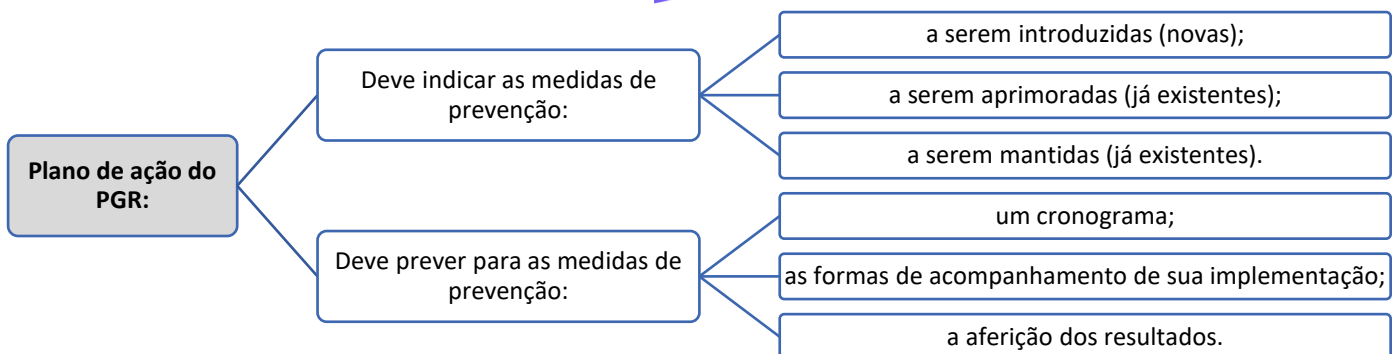 Plano de ação do
PGR:
Deve indicar as medidas de
prevenção:
a serem introduzidas (novas);
a serem aprimoradas (já existentes);
a serem mantidas (já existentes).
Deve prever para as medidas de
prevenção:
um cronograma;
as formas de acompanhamento de sua implementação;
a aferição dos resultados.